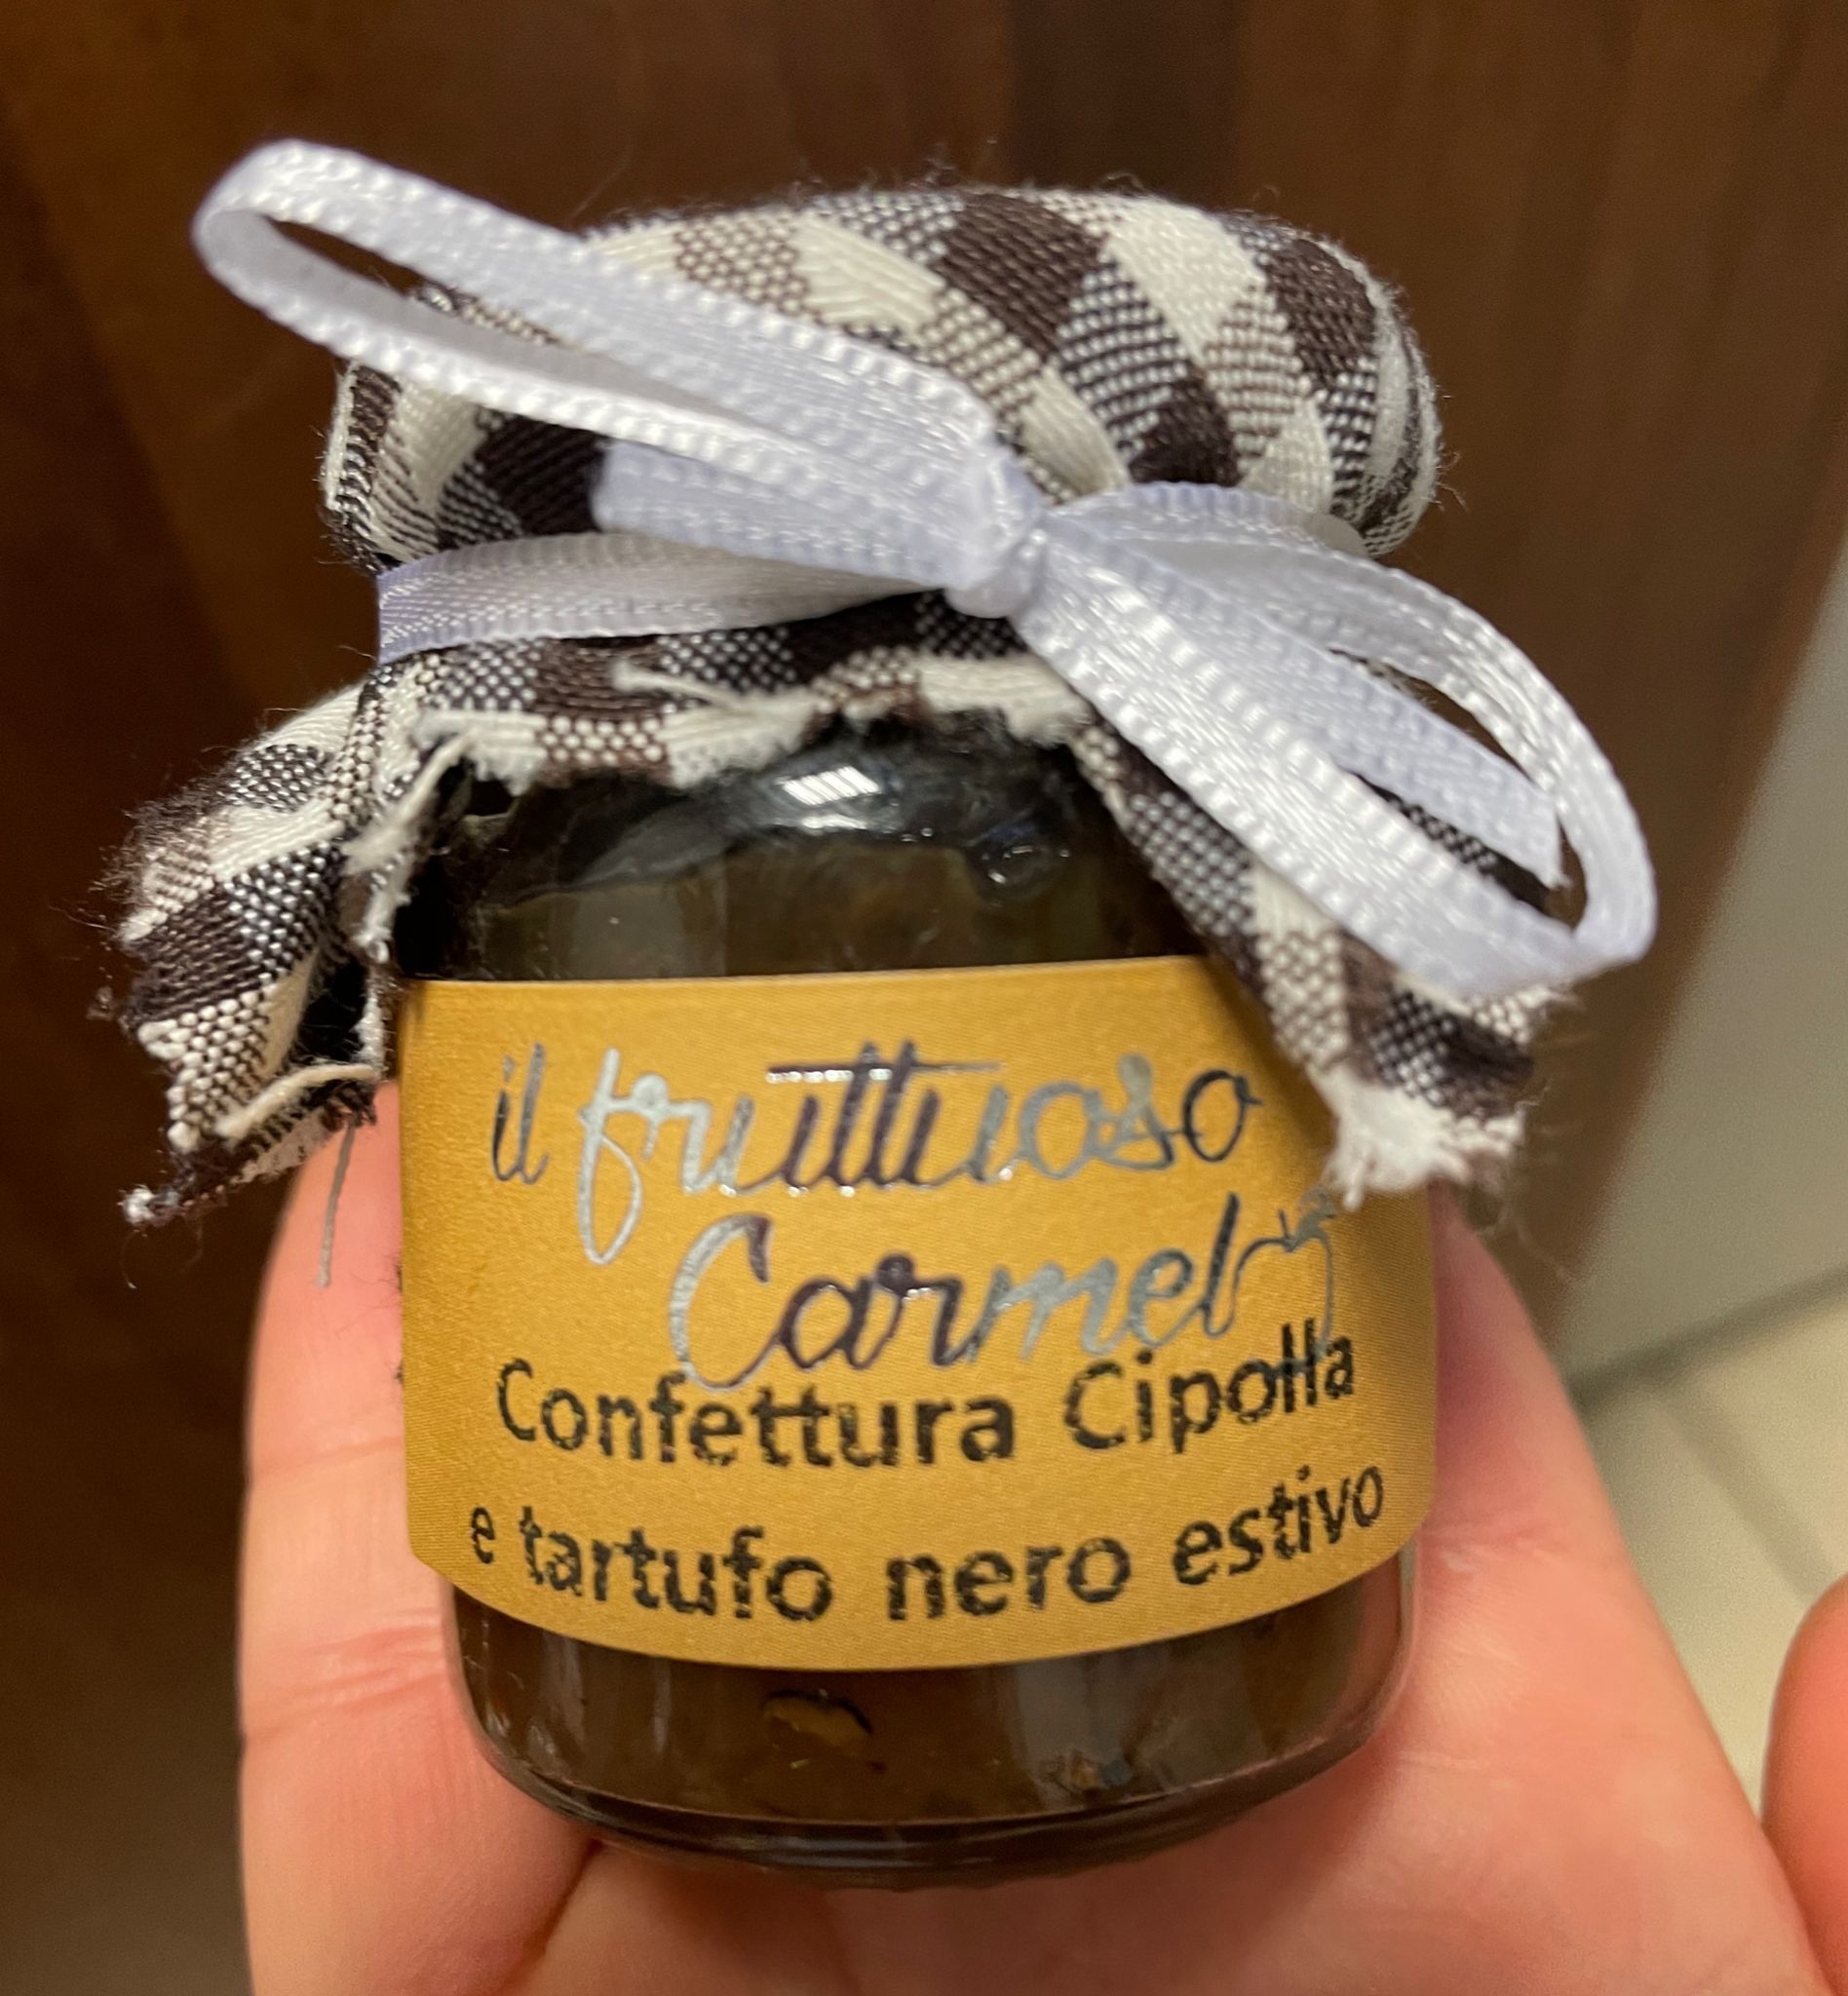 il fruttuoso
Carmel
Confettura Cipolla
e tartufo nero estivo